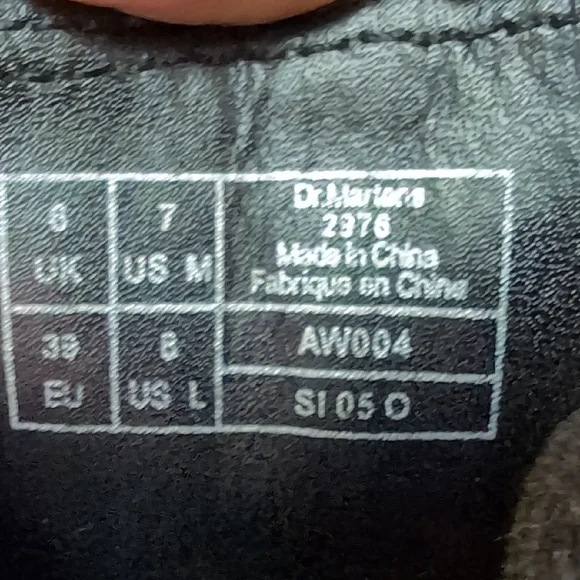 6
UK
7
US M
Dr. Martens
2976
Made in China
Fabrique en China
39
EU
8
US L
AW004
SI 05 O